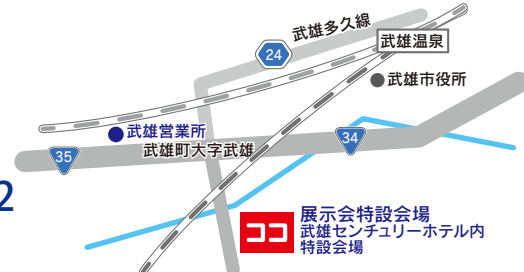 武雄多久線
24
武雄温泉
武雄市役所
武雄営業所
武雄町大字武雄
34
35
2
ココ
展示会特設会場
武雄センチュリーホテル内
特設会場